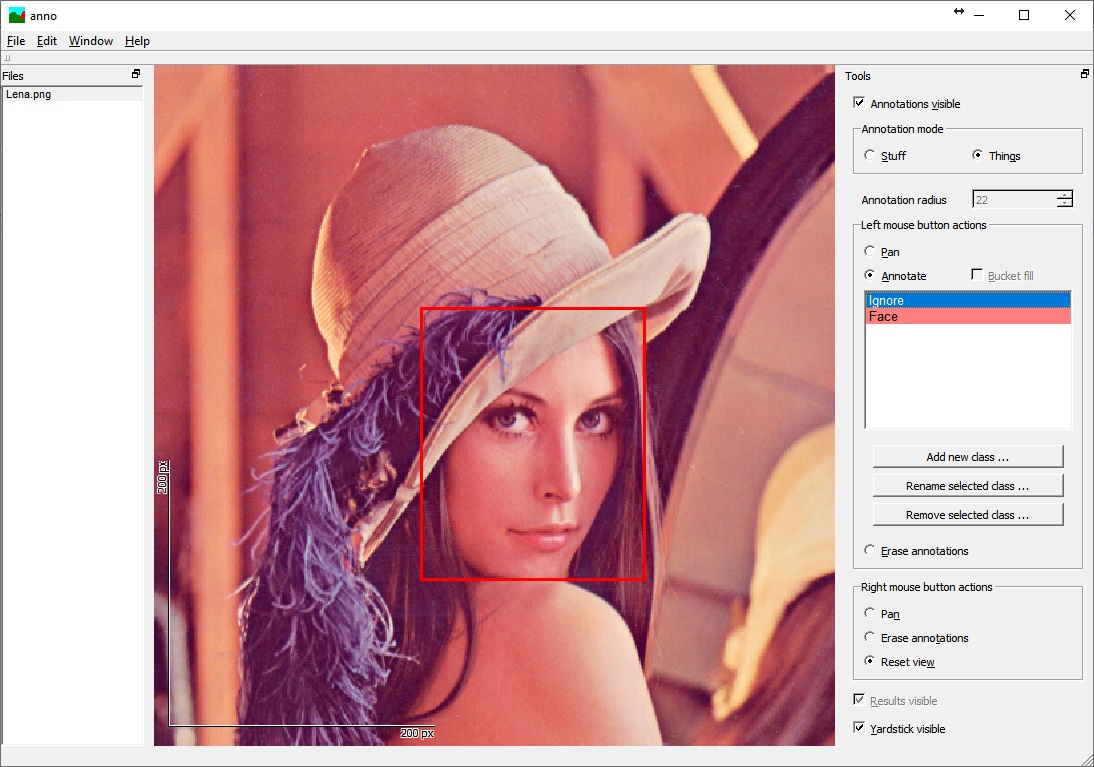 anno
File Edit Window Help
Files
Lena.png
200 px
200 px
Tools
Annotations visible
Annotation mode
Stuff Things
Annotation radius 22
Left mouse button actions
Pan
Annotate Bucket fill
Ignore
Face
Add new class ...
Rename selected class ...
Remove selected class ...
Erase annotations
Right mouse button actions
Pan
Erase annotations
Reset view
Results visible
Yardstick visible